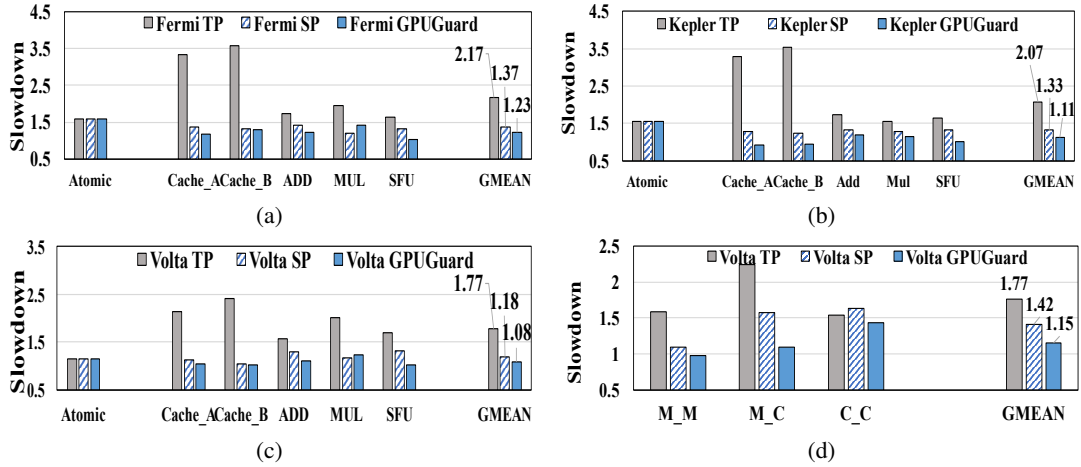 Fermi TP Fermi SP Fermi GPUGuard
Slowdown
4.5
3.5
2.5
1.5
0.5
2.17
1.37
1.23
Atomic Cache_A Cache_B ADD MUL SFU GMEAN
(a)
Kepler TP Kepler SP Kepler GPUGuard
Slowdown
4.5
3.5
2.5
1.5
0.5
2.07
1.33
1.11
Atomic Cache_A Cache_B Add Mul SFU GMEAN
(b)
Volta TP Volta SP Volta GPUGuard
Slowdown
3.5
2.5
1.5
0.5
1.77
1.18
1.08
Atomic Cache_A Cache_B ADD MUL SFU GMEAN
(c)
Volta TP Volta SP Volta GPUGuard
Slowdown
2.5
2
1.5
1
0.5
1.77
1.42
1.15
M_M M_C C_C GMEAN
(d)